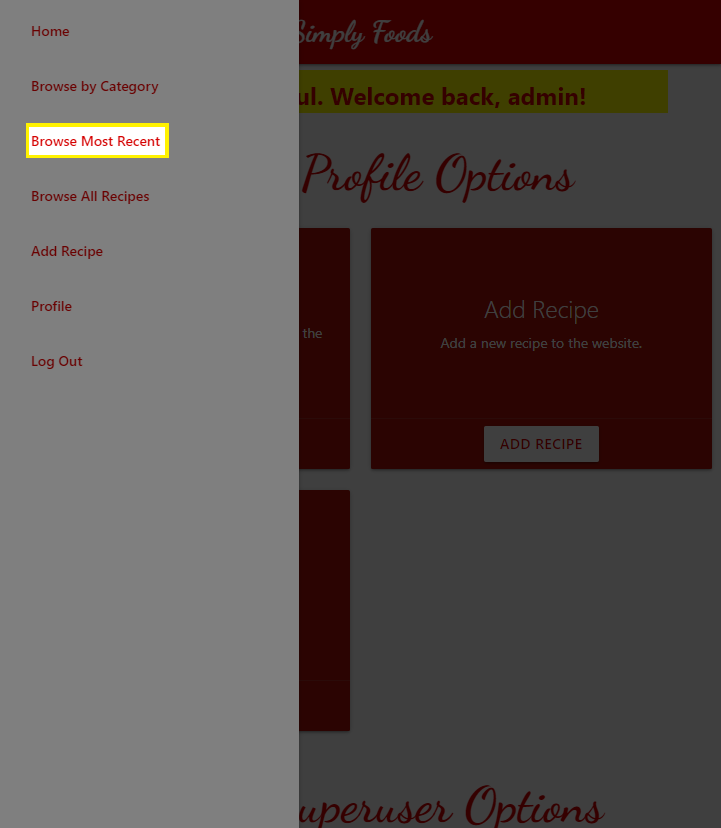 Home
Browse by Category
Browse Most Recent
Browse All Recipes
Add Recipe
Profile
Log Out
Simply Foods
ul. Welcome back, admin!
Profile Options
the
Add Recipe
Add a new recipe to the website.
ADD RECIPE
uperuser Options